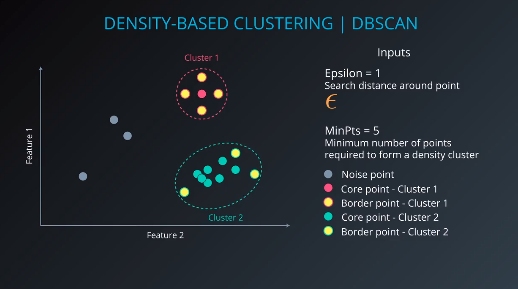 DENSITY-BASED CLUSTERING | DBSCAN
Cluster 1
Feature 1
Cluster 2
Feature 2
Inputs
Epsilon = 1
Search distance around point
ϵ
MinPts = 5
Minimum number of points
required to form a density cluster
Noise point
Core point - Cluster 1
Border point - Cluster 1
Core point - Cluster 2
Border point - Cluster 2